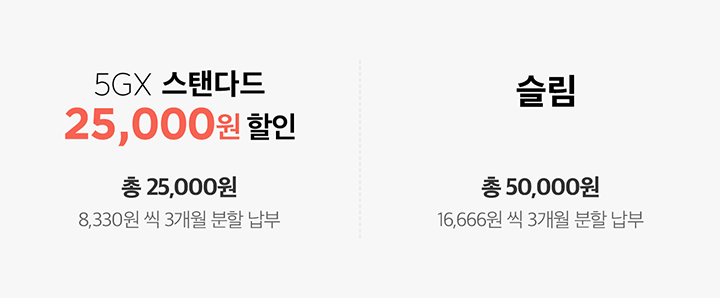 5GX 스탠다드
25,000원 할인
총 25,000원
8,330원 씩 3개월 분할 납부
슬림
총 50,000원
16,666원 씩 3개월 분할 납부